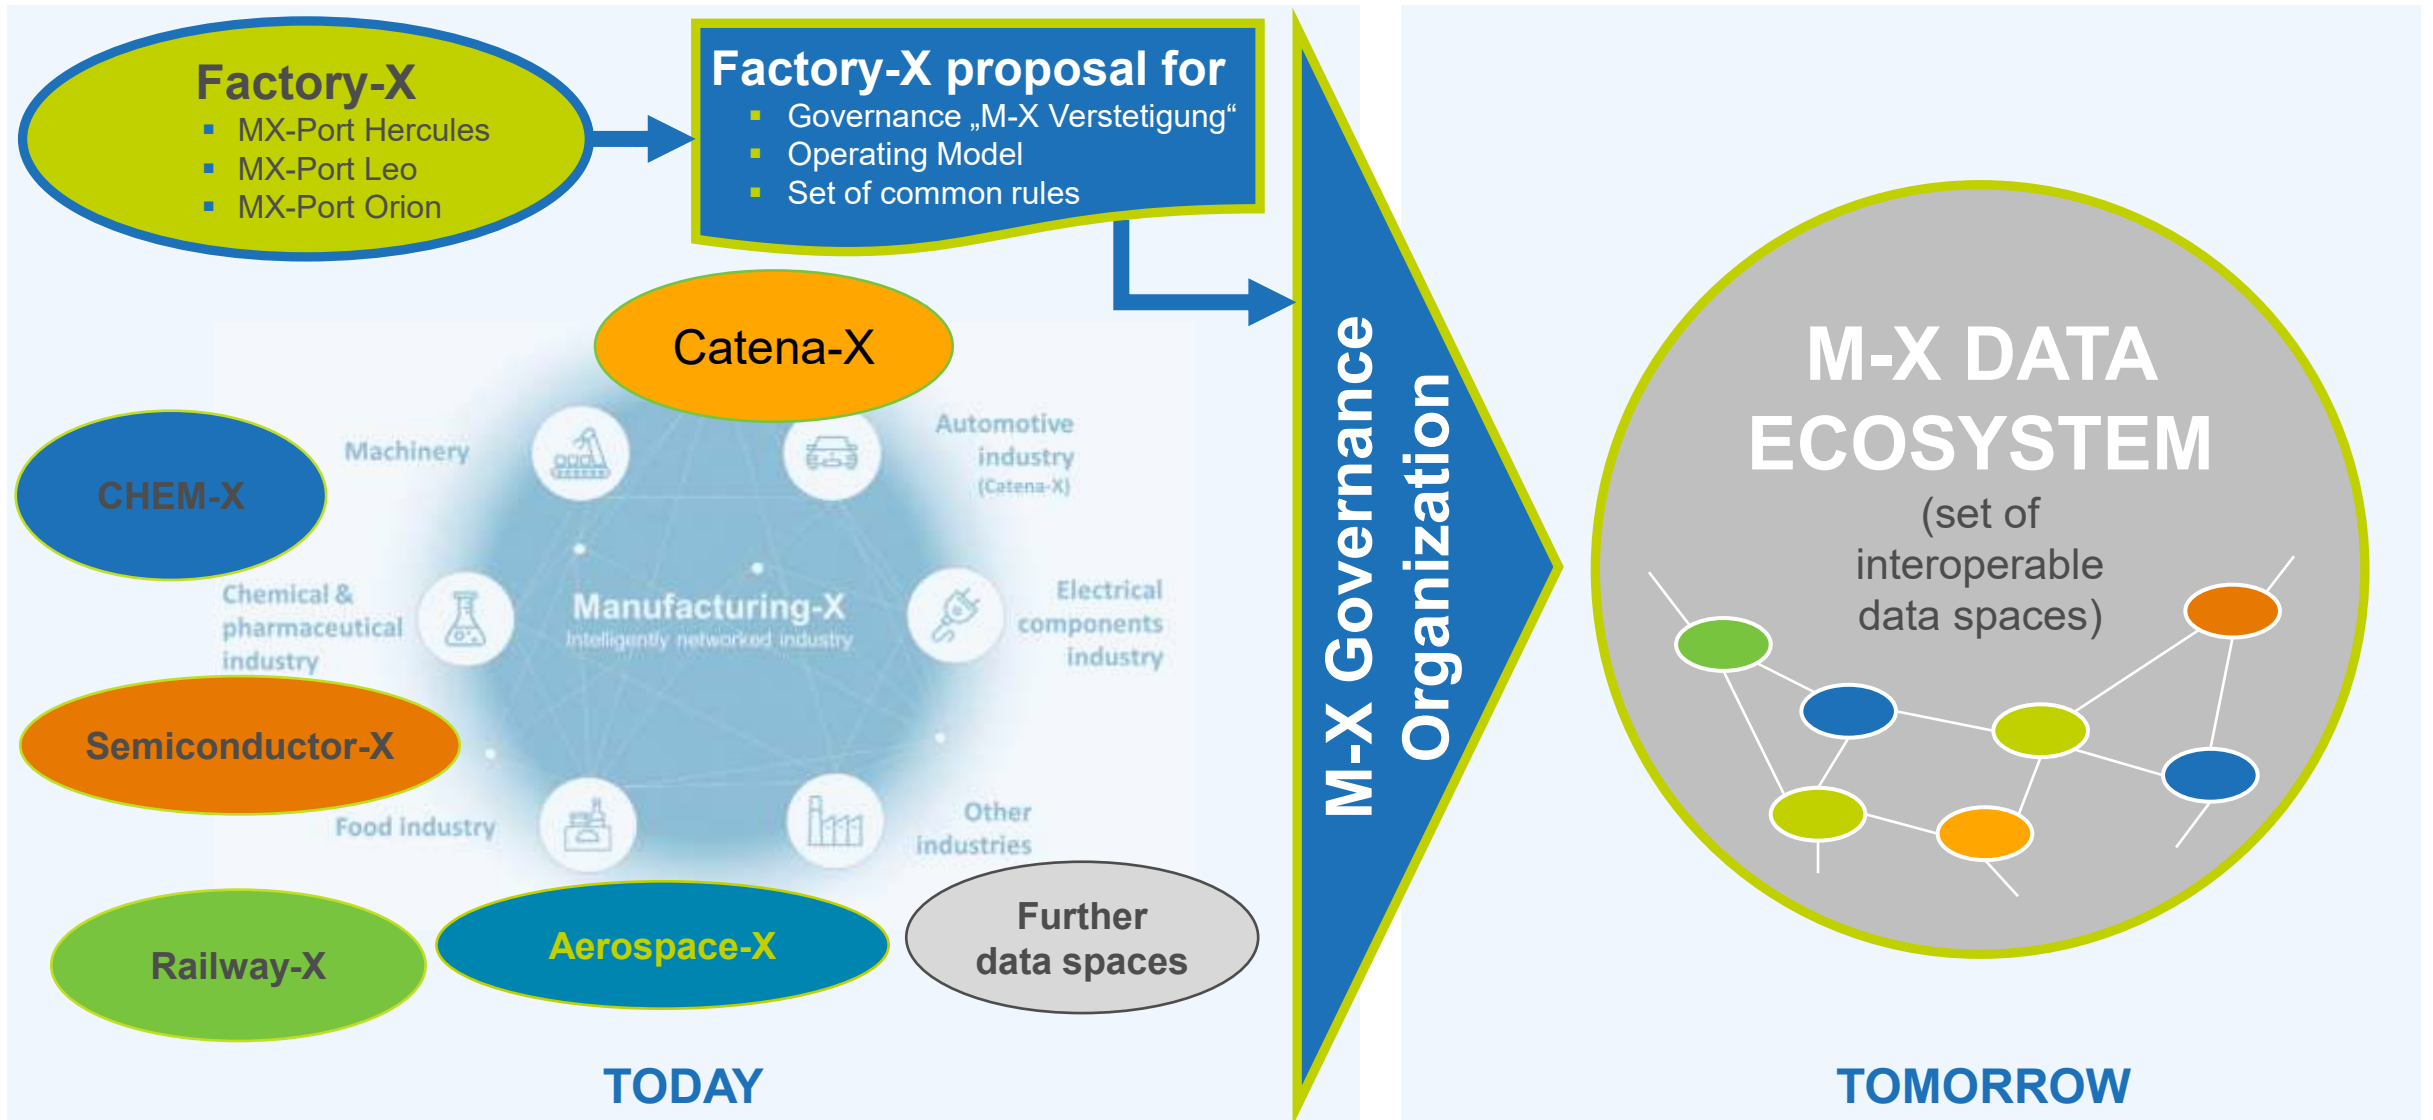 Factory-X
▪ MX-Port Hercules
▪ MX-Port Leo
▪ MX-Port Orion
Factory-X proposal for
▪ Governance „M-X Verstetigung“
▪ Operating Model
▪ Set of common rules
Catena-X
CHEM-X
Machinery
Automotive
industry
(Catena-X)
Chemical &
pharmaceutical
industry
Manufacturing-X
Intelligently networked industry
Electrical
components
industry
Semiconductor-X
Food industry
Other
industries
Railway-X
Aerospace-X
Further
data spaces
TODAY
M-X Governance
Organization
M-X DATA
ECOSYSTEM
(set of
interoperable
data spaces)
TOMORROW